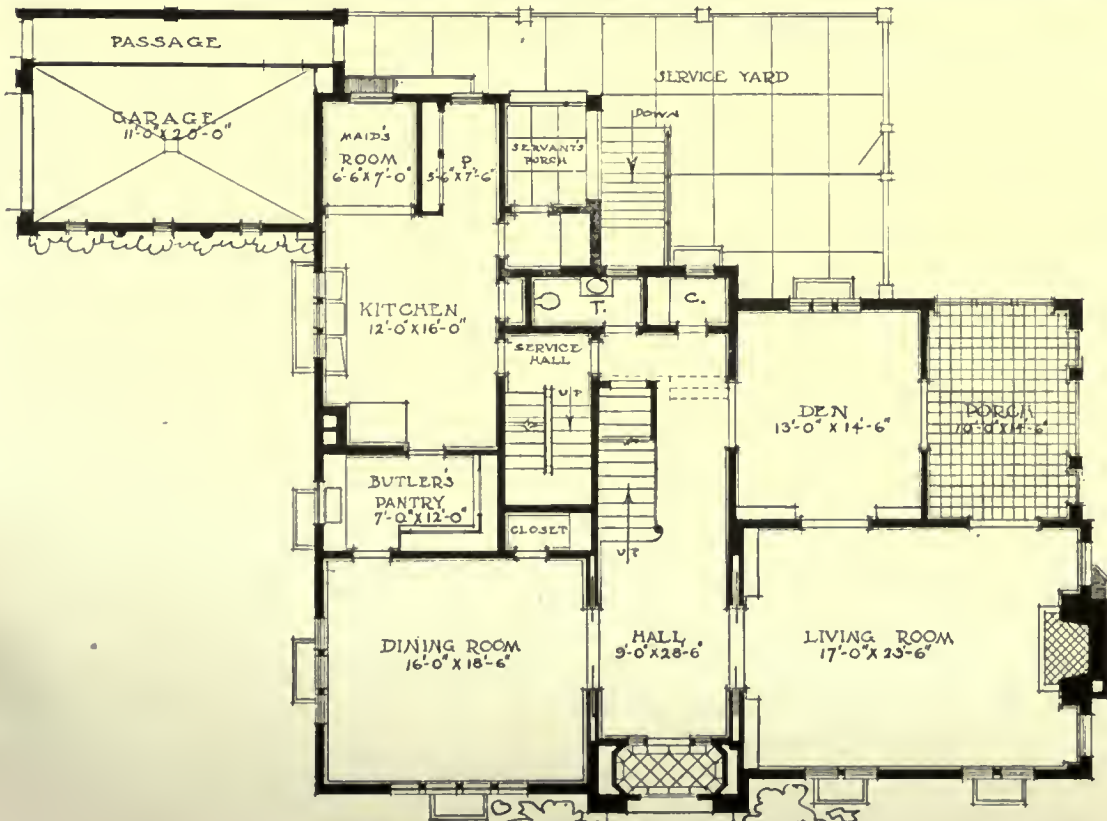 PASSAGE
SERVICE YARD
GARAGE
11'-0" X 20'-0"
DOWN
MAID'S
ROOM
6'-6" X 7'-0"
P.
5'-6" X 7'-6"
SERVANT'S
PORCH
KITCHEN
12'-0" X 16'-0"
T.
C.
SERVICE
HALL
UP
DEN
13'-0" X 14'-6"
PORCH
10'-0" X 14'-6"
BUTLER'S
PANTRY
7'-0" X 12'-0"
CLOSET
UP
DINING ROOM
16'-0" X 18'-6"
HALL
9'-0" X 28'-6"
LIVING ROOM
17'-0" X 23'-6"